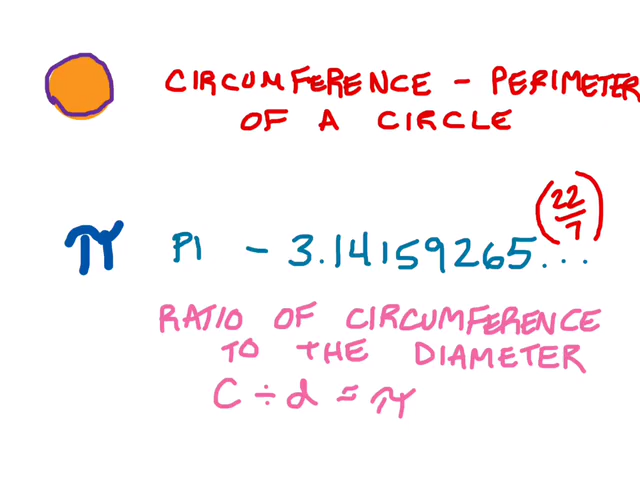 CIRCUMFERENCE - PERIMETER
OF A CIRCLE
(22/7)
π PI - 3.14159265...
RATIO OF CIRCUMFERENCE
TO THE DIAMETER
C ÷ d = π